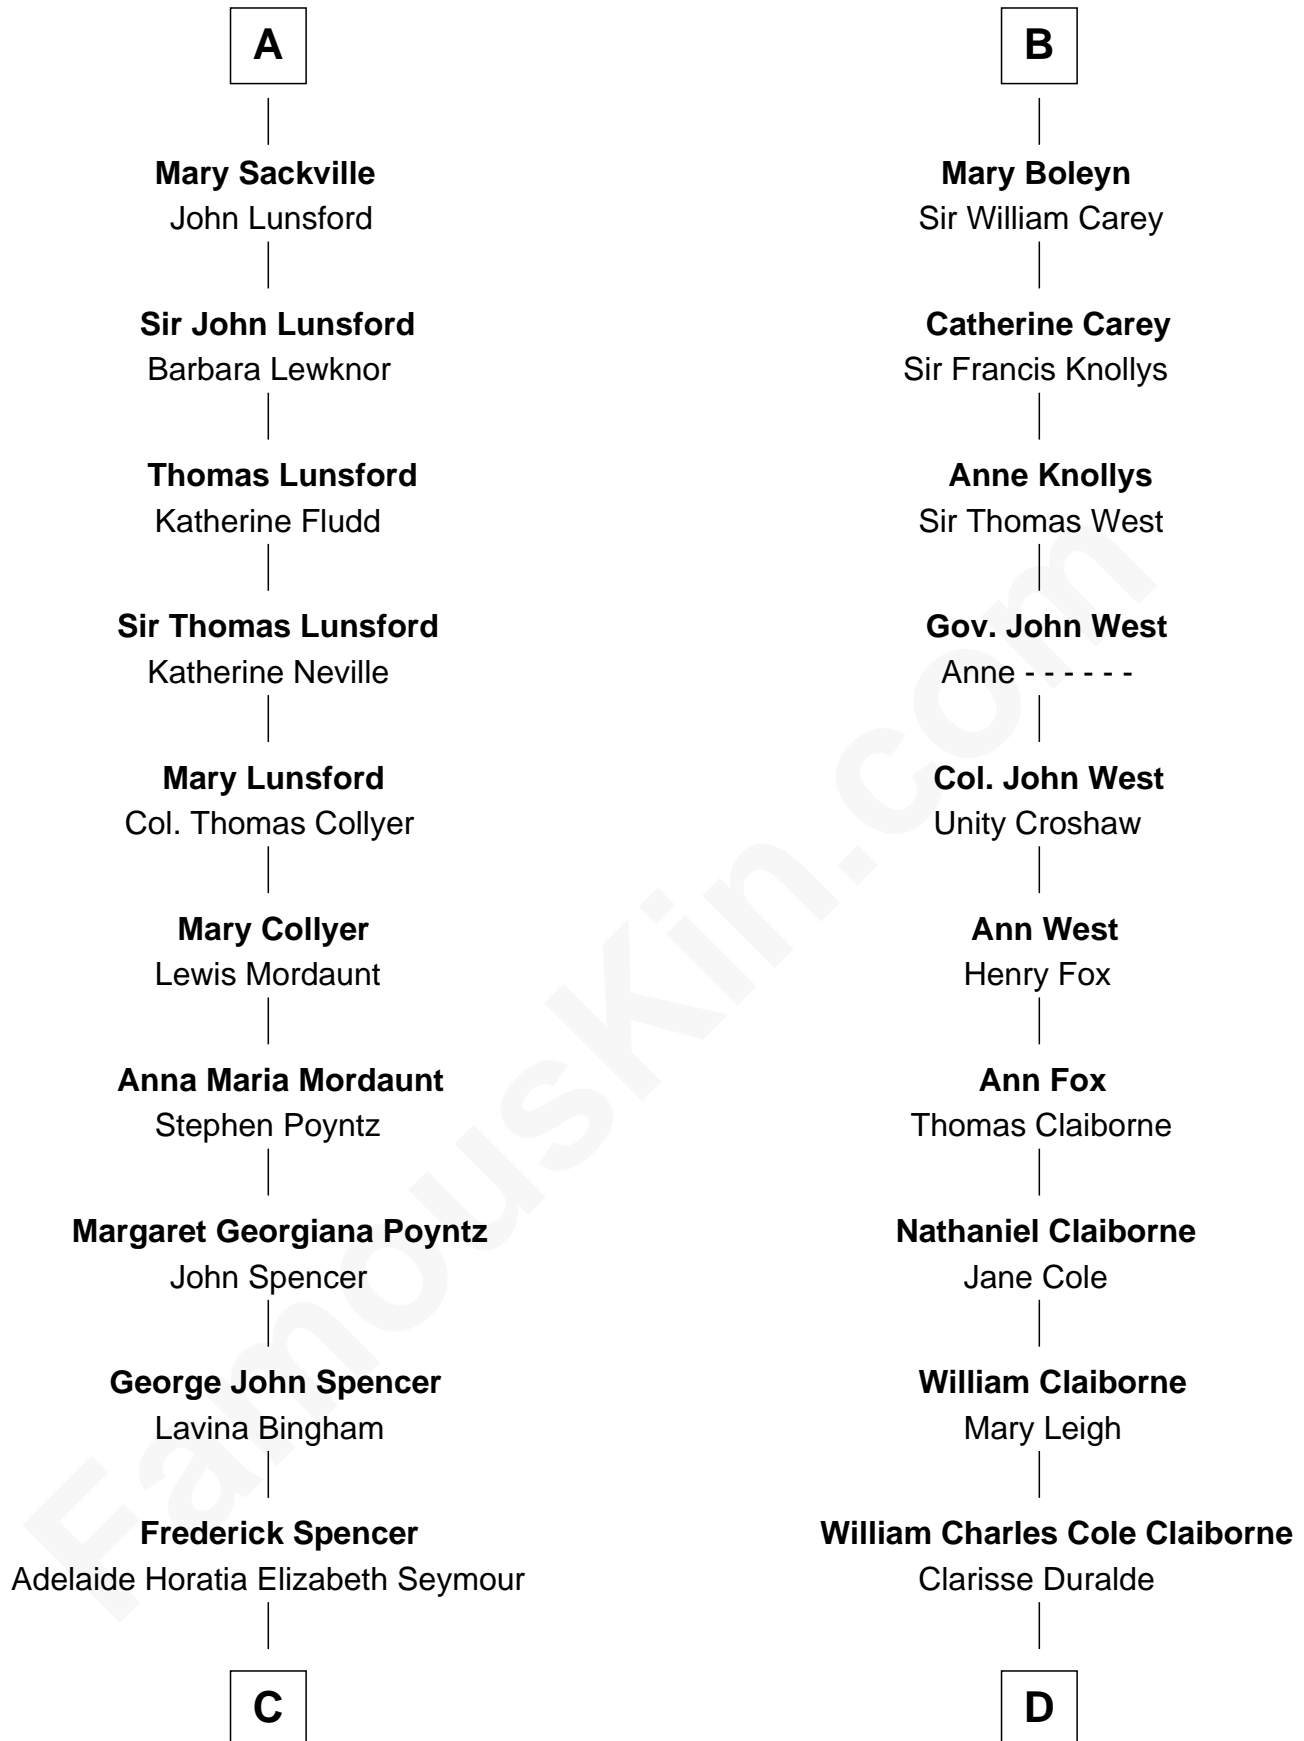 A
Mary Sackville
John Lunsford
Sir John Lunsford
Barbara Lewknor
Thomas Lunsford
Katherine Fludd
Sir Thomas Lunsford
Katherine Neville
Mary Lunsford
Col. Thomas Collyer
Mary Collyer
Lewis Mordaunt
Anna Maria Mordaunt
Stephen Poyntz
Margaret Georgiana Poyntz
John Spencer
George John Spencer
Lavina Bingham
Frederick Spencer
Adelaide Horatia Elizabeth Seymour
C
B
Mary Boleyn
Sir William Carey
Catherine Carey
Sir Francis Knollys
Anne Knollys
Sir Thomas West
Gov. John West
Anne - - - - - -
Col. John West
Unity Croshaw
Ann West
Henry Fox
Ann Fox
Thomas Claiborne
Nathaniel Claiborne
Jane Cole
William Claiborne
Mary Leigh
William Charles Cole Claiborne
Clarisse Duralde
D
FamousKin.com